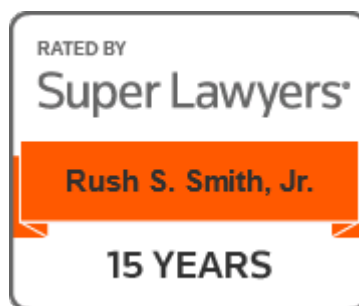 RATED BY
Super Lawyers®
Rush S. Smith, Jr.
15 YEARS